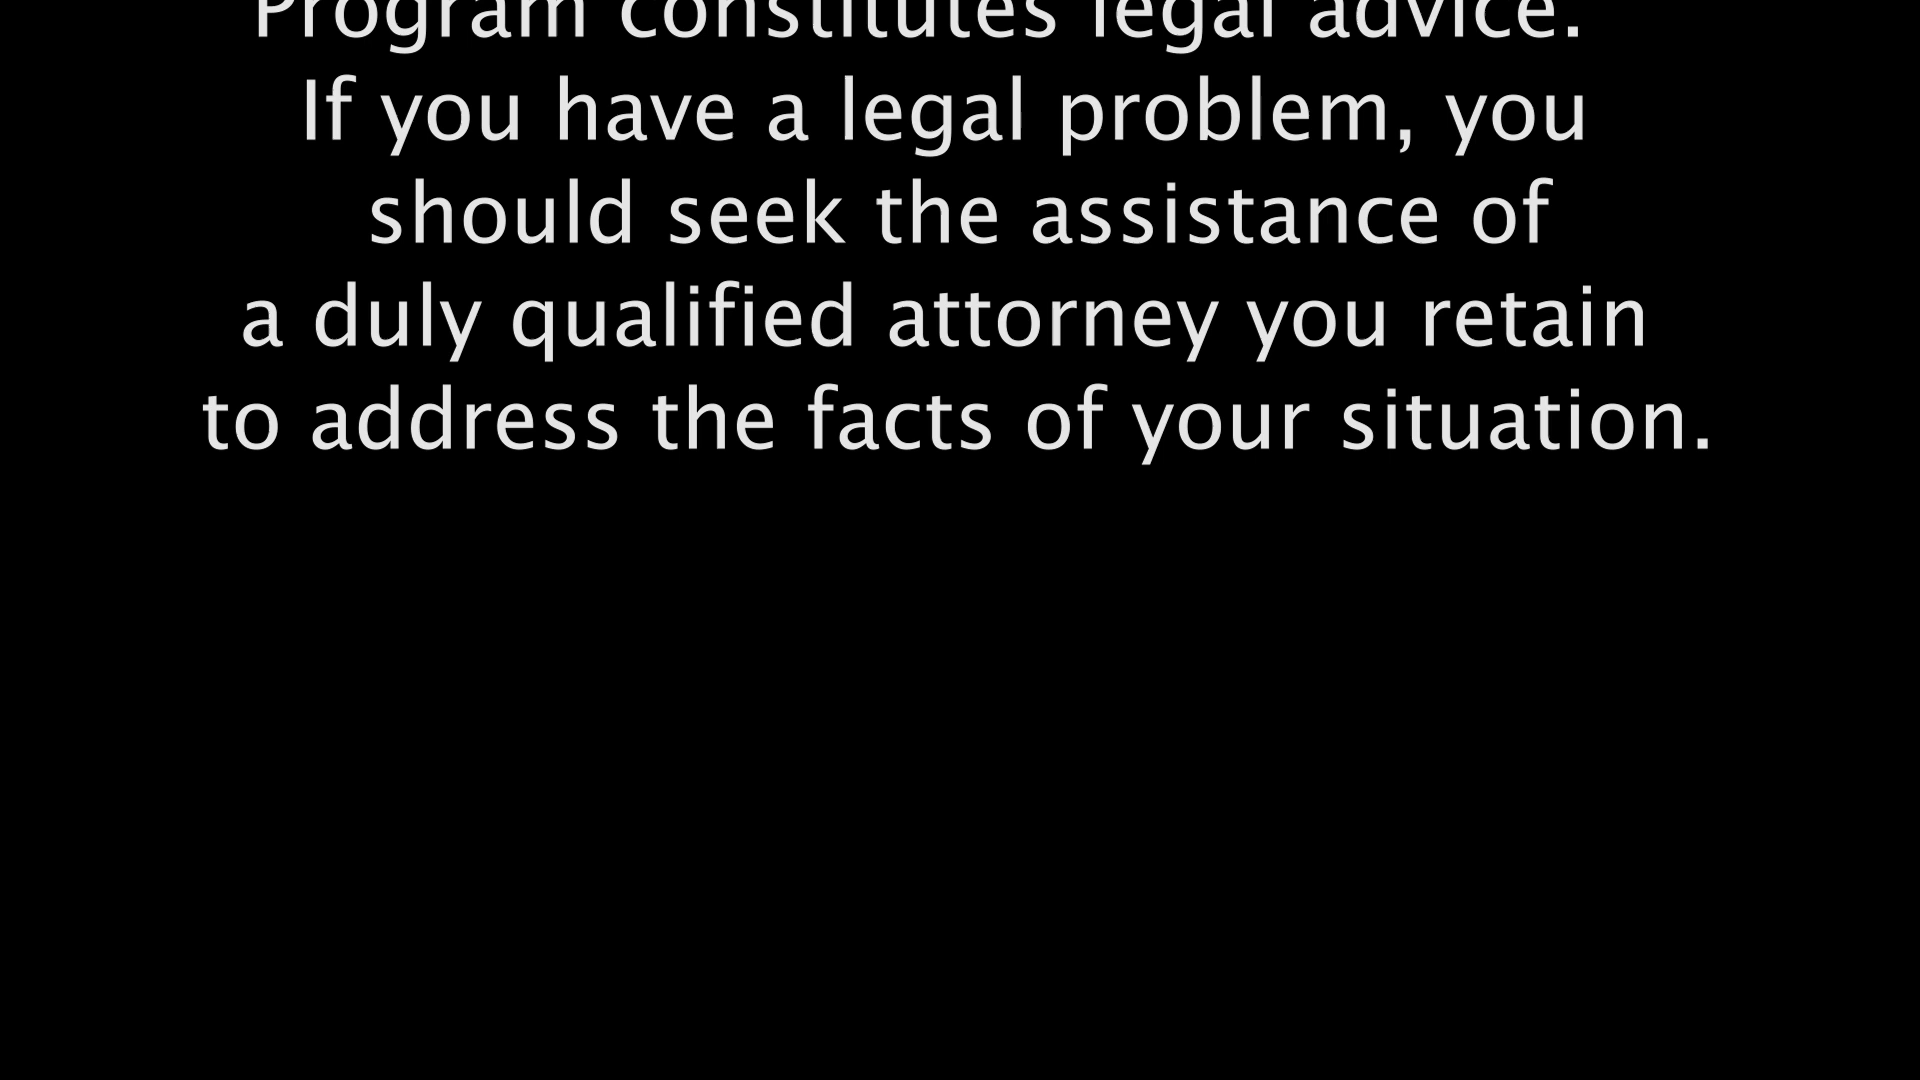 Program constitutes legal advice.
If you have a legal problem, you
should seek the assistance of
a duly qualified attorney you retain
to address the facts of your situation.